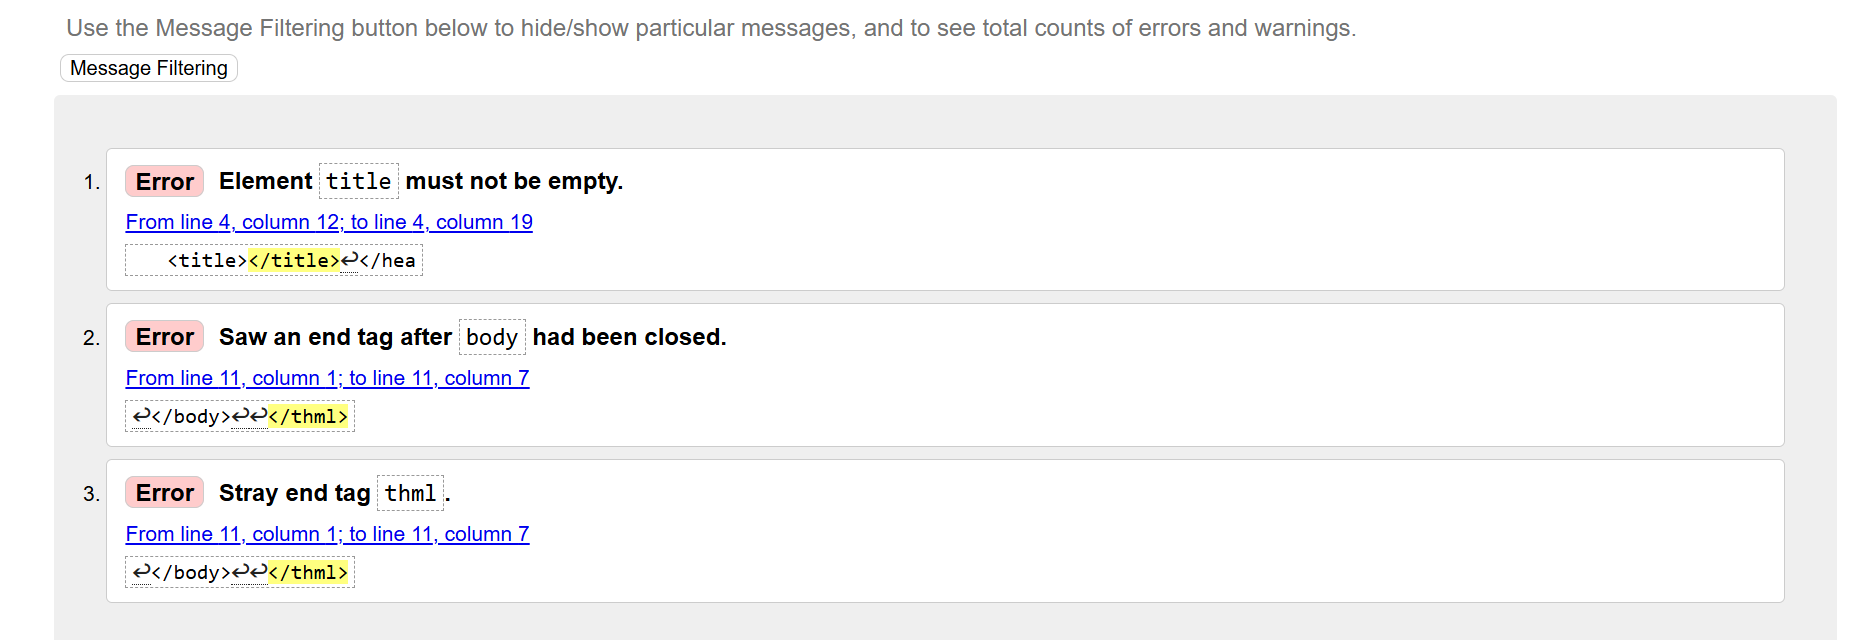 Use the Message Filtering button below to hide/show particular messages, and to see total counts of errors and warnings.
Message Filtering
1. Error Element title must not be empty.
From line 4, column 12; to line 4, column 19
<title></title>↩</hea
2. Error Saw an end tag after body had been closed.
From line 11, column 1; to line 11, column 7
↩</body>↩↩</thml>
3. Error Stray end tag thml.
From line 11, column 1; to line 11, column 7
↩</body>↩↩</thml>